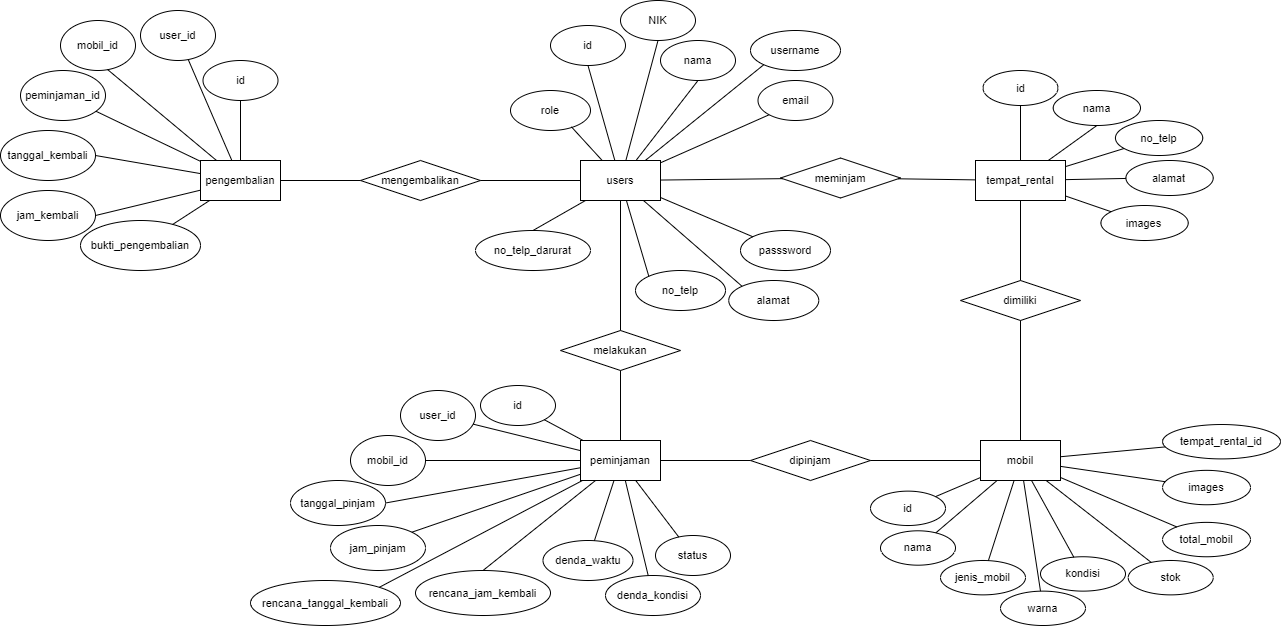 NIK
user_id
mobil_id
id
username
nama
id
id
peminjaman_id
email
nama
role
no_telp
tanggal_kembali
pengembalian
mengembalikan
users
meminjam
tempat_rental
alamat
jam_kembali
images
bukti_pengembalian
no_telp_darurat
passsword
no_telp
alamat
dimiliki
melakukan
id
user_id
mobil_id
peminjaman
dipinjam
mobil
tempat_rental_id
images
tanggal_pinjam
id
jam_pinjam
nama
total_mobil
denda_waktu
status
jenis_mobil
kondisi
stok
rencana_tanggal_kembali
rencana_jam_kembali
denda_kondisi
warna